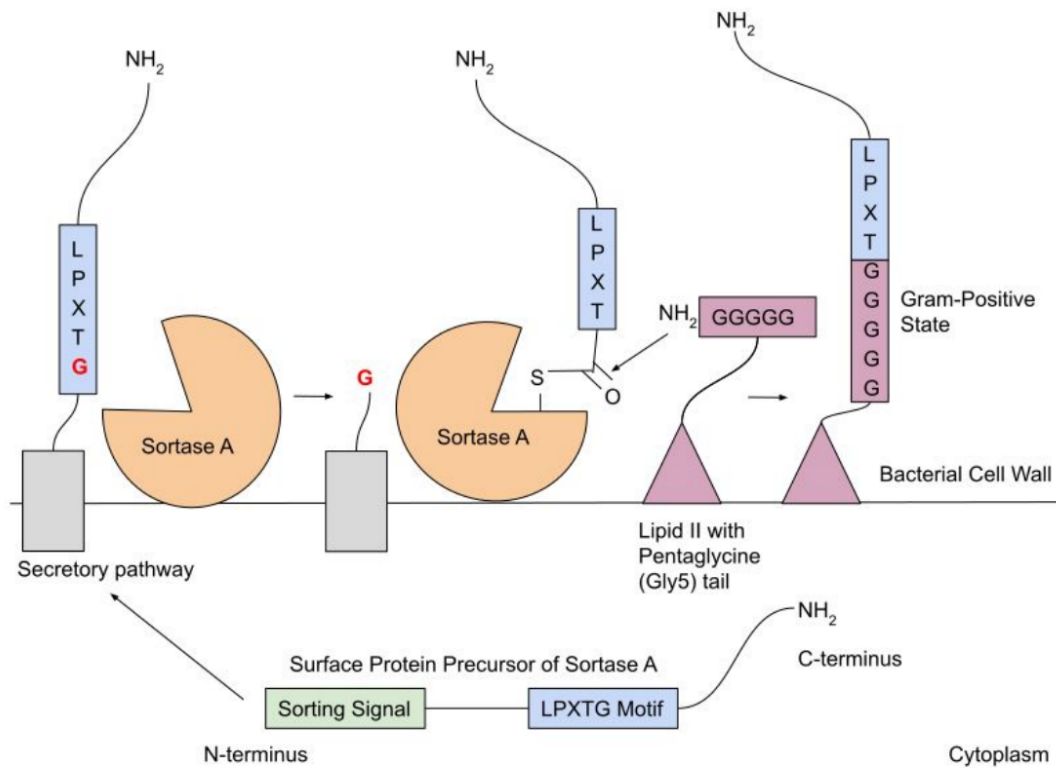 NH2
NH2
NH2
L
P
X
T
G
Sortase A
G
L
P
X
T
S
O
Sortase A
NH2
GGGGG
L
P
X
T
G
G
G
G
G
Gram-Positive
State
Bacterial Cell Wall
Secretory pathway
Lipid II with
Pentaglycine
(Gly5) tail
Surface Protein Precursor of Sortase A
NH2
C-terminus
Sorting Signal
LPXTG Motif
N-terminus
Cytoplasm